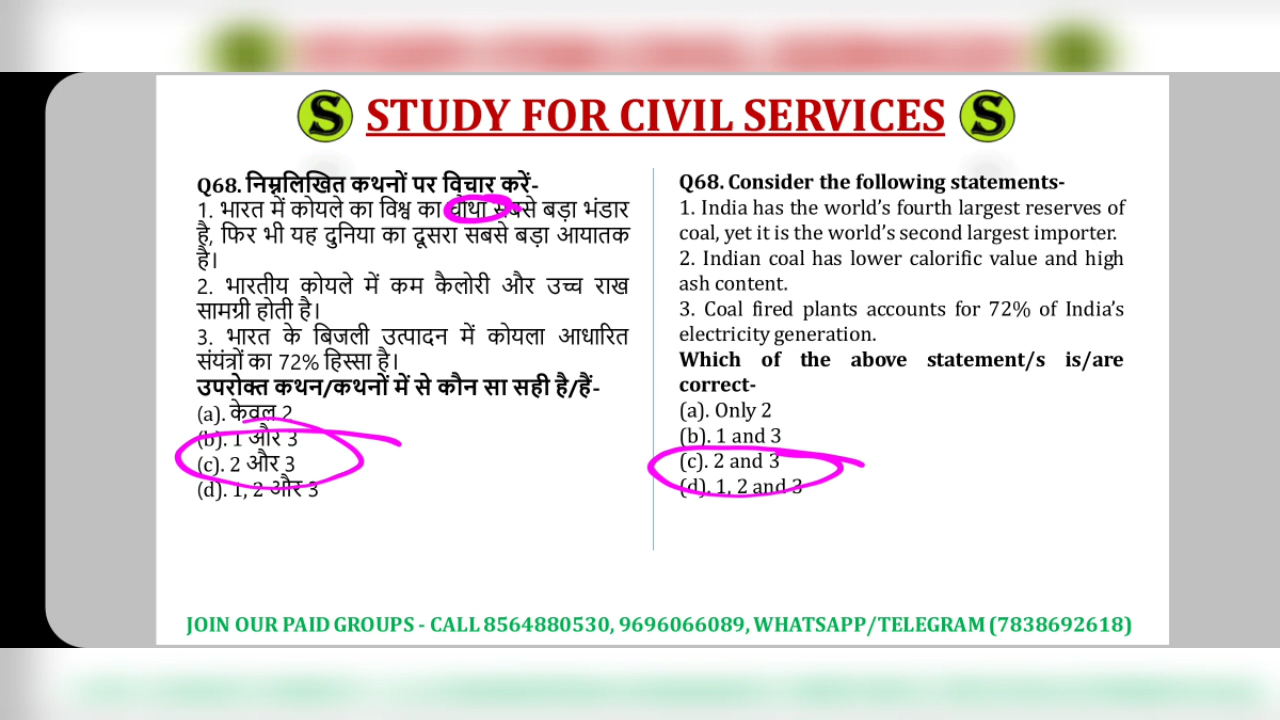 S STUDY FOR CIVIL SERVICES S
Q68. निम्नलिखित कथनों पर विचार करें-
1. भारत में कोयले का विश्व का चौथा सबसे बड़ा भंडार
है, फिर भी यह दुनिया का दूसरा सबसे बड़ा आयातक
है।
2. भारतीय कोयले में कम कैलोरी और उच्च राख
सामग्री होती है।
3. भारत के बिजली उत्पादन में कोयला आधारित
संयंत्रों का 72% हिस्सा है।
उपरोक्त कथन/कथनों में से कौन सा सही है/हैं-
(a). केवल 2
(b). 1 और 3
(c). 2 और 3
(d). 1, 2 और 3
Q68. Consider the following statements-
1. India has the world's fourth largest reserves of
coal, yet it is the world's second largest importer.
2. Indian coal has lower calorific value and high
ash content.
3. Coal fired plants accounts for 72% of India's
electricity generation.
Which of the above statement/s is/are
correct-
(a). Only 2
(b). 1 and 3
(c). 2 and 3
(d). 1, 2 and 3
JOIN OUR PAID GROUPS - CALL 8564880530, 9696066089, WHATSAPP/TELEGRAM (7838692618)